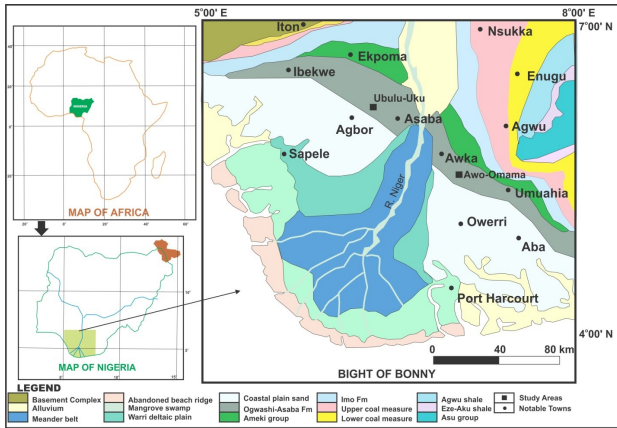 5°00' E
8°00' E
7°00' N
Iton
Nsukka
Ekpoma
Ibekwe
Enugu
NIGERIA
Ubulu-Uku
Agbor
Asaba
Agwu
Sapele
Awka
Awo-Omama
Umuahia
MAP OF AFRICA
R. Niger
Owerri
Aba
Port Harcourt
4°00' N
MAP OF NIGERIA
0 40 80 km
BIGHT OF BONNY
LEGEND
Basement Complex
Alluvium
Meander belt
Abandoned beach ridge
Mangrove swamp
Warri deltaic plain
Coastal plain sand
Ogwashi-Asaba Fm
Ameki group
Imo Fm
Upper coal measure
Lower coal measure
Agwu shale
Eze-Aku shale
Asu group
Study Areas
Notable Towns